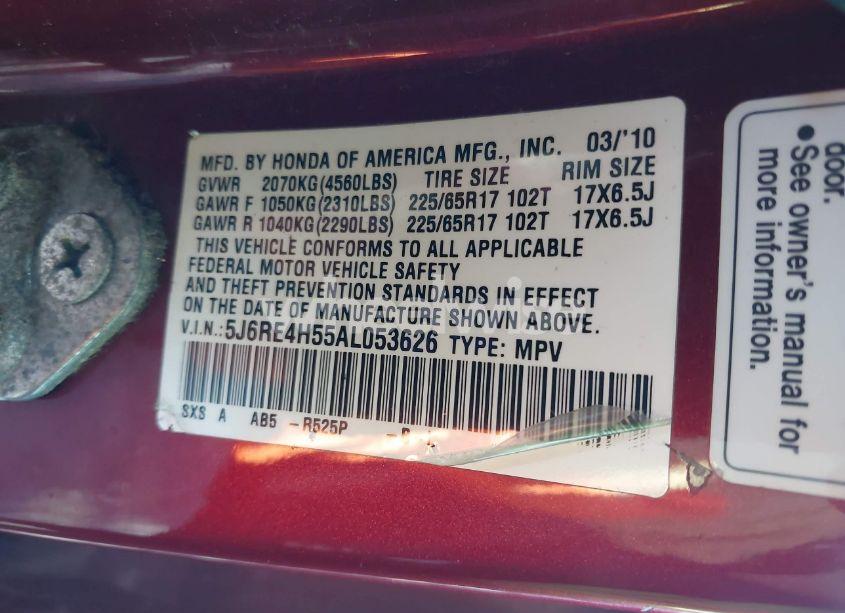 MFD. BY HONDA OF AMERICA MFG., INC. 03/'10
GVWR 2070KG(4560LBS) TIRE SIZE RIM SIZE
GAWR F 1050KG(2310LBS) 225/65R17 102T 17X6.5J
GAWR R 1040KG(2290LBS) 225/65R17 102T 17X6.5J
THIS VEHICLE CONFORMS TO ALL APPLICABLE
FEDERAL MOTOR VEHICLE SAFETY
AND THEFT PREVENTION STANDARDS IN EFFECT
ON THE DATE OF MANUFACTURE SHOWN ABOVE.
V.I.N.:5J6RE4H55AL053626 TYPE: MPV
SXS A AB5 -R525P
door.
● See owner's manual for
more information.